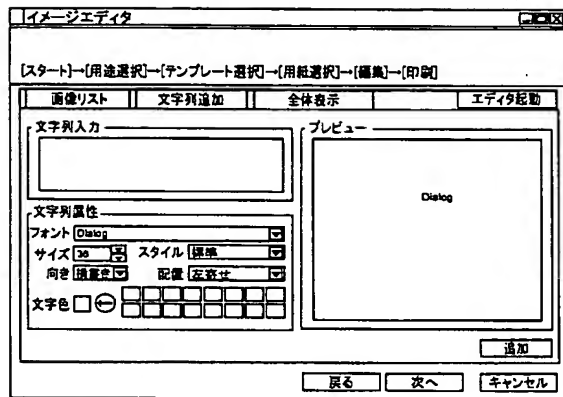 イメージエディタ
[スタート]→[用途選択]→[テンプレート選択]→[用紙選択]→[編集]→[印刷]
画像リスト 文字列追加 全体表示 エディタ起動
文字列入力
プレビュー
Dialog
文字列属性
フォント Dialog
サイズ 36 スタイル 標準
向き 横書き 配置 左寄せ
文字色
追加
戻る 次へ キャンセル